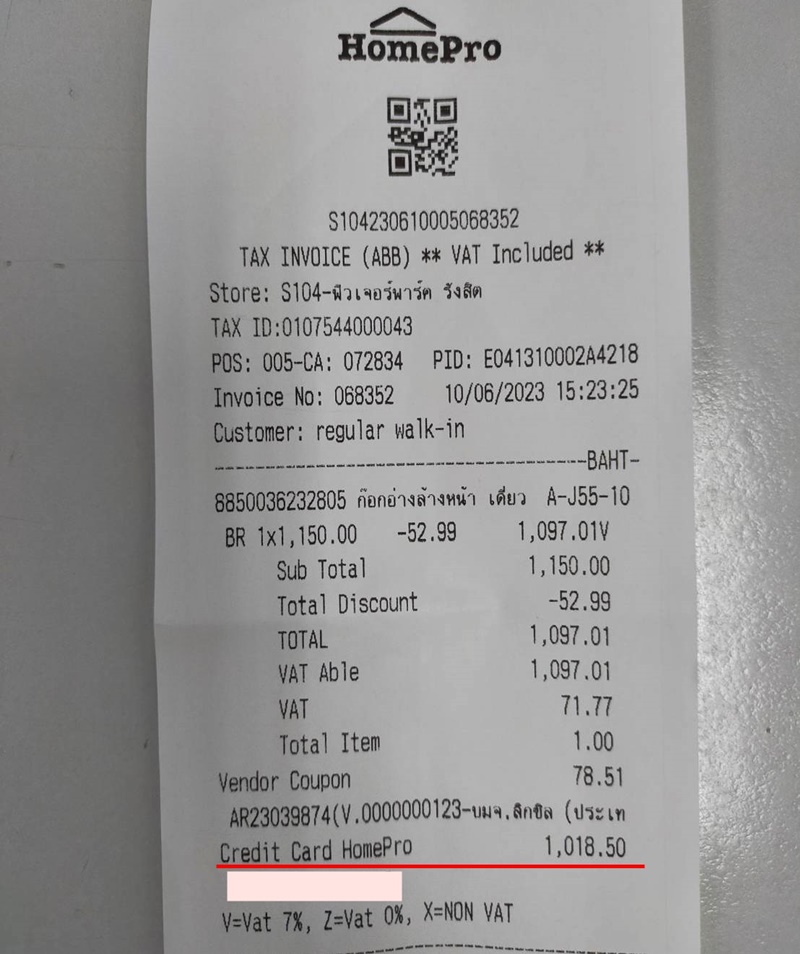 HomePro
S104230610005068352
TAX INVOICE (ABB) ** VAT Included **
Store: S104-ฟิวเจอร์พาร์ค รังสิต
TAX ID:0107544000043
POS: 005-CA: 072834 PID: E041310002A4218
Invoice No: 068352 10/06/2023 15:23:25
Customer: regular walk-in
--------------------------------------BAHT-
8850036232805 ก๊อกอ่างล้างหน้า เดี่ยว A-J55-10
BR 1x1,150.00 -52.99 1,097.01V
Sub Total 1,150.00
Total Discount -52.99
TOTAL 1,097.01
VAT Able 1,097.01
VAT 71.77
Total Item 1.00
Vendor Coupon 78.51
AR23039874(V.0000000123-บมจ.ลิกซิล (ประเท
Credit Card HomePro 1,018.50
V=Vat 7%, Z=Vat 0%, X=NON VAT